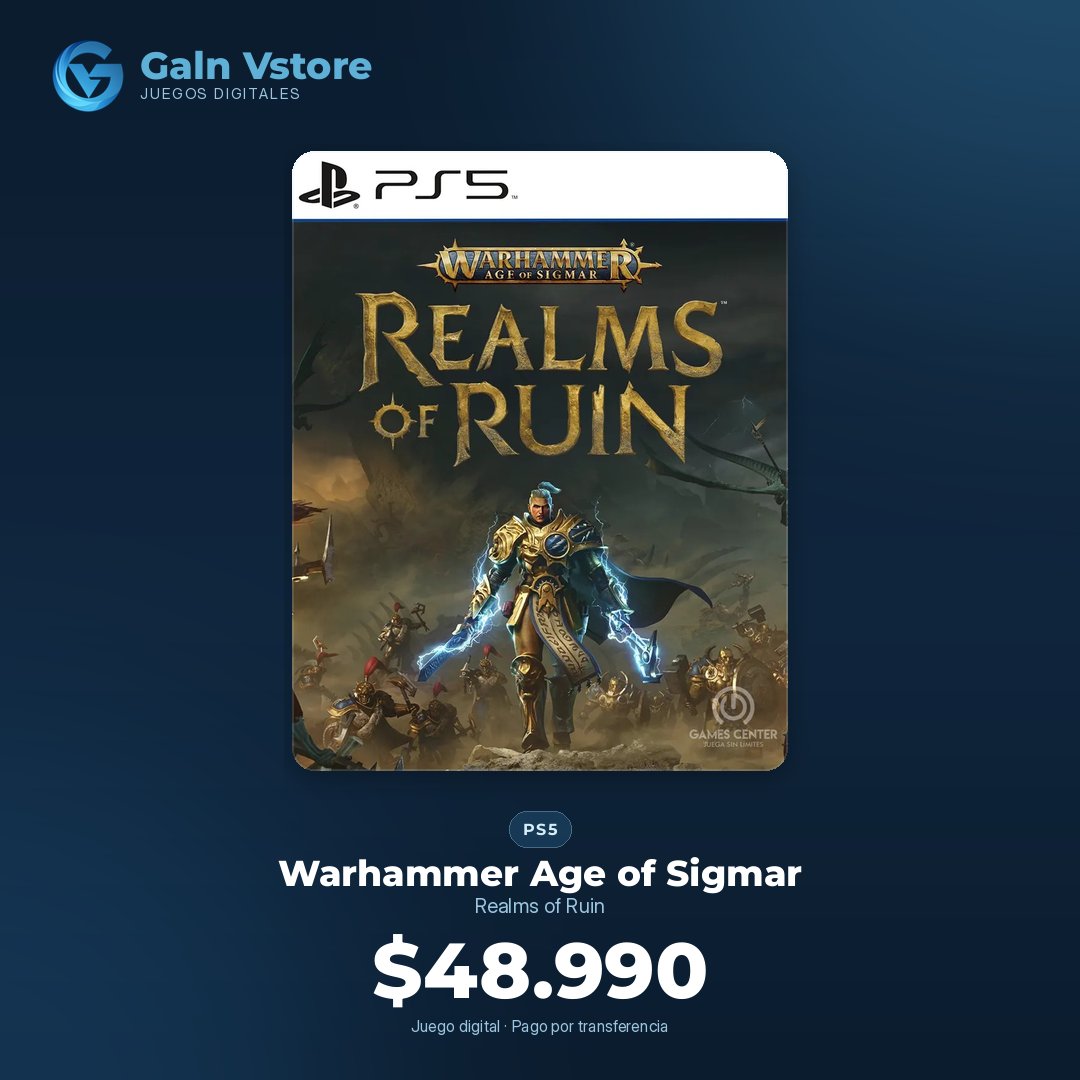 Galn Vstore
JUEGOS DIGITALES
PS5
WARHAMMER
AGE OF SIGMAR
REALMS
OF RUIN
GAMES CENTER
JUEGA SIN LIMITES
PS5
Warhammer Age of Sigmar
Realms of Ruin
$48.990
Juego digital · Pago por transferencia